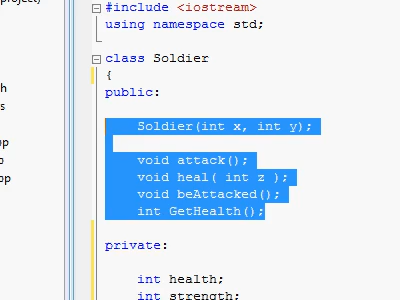 project)
#include <iostream>
using namespace std;
class Soldier
{
public:
Soldier(int x, int y);
void attack();
void heal( int z );
void beAttacked();
int GetHealth();
private:
int health;
int strength;